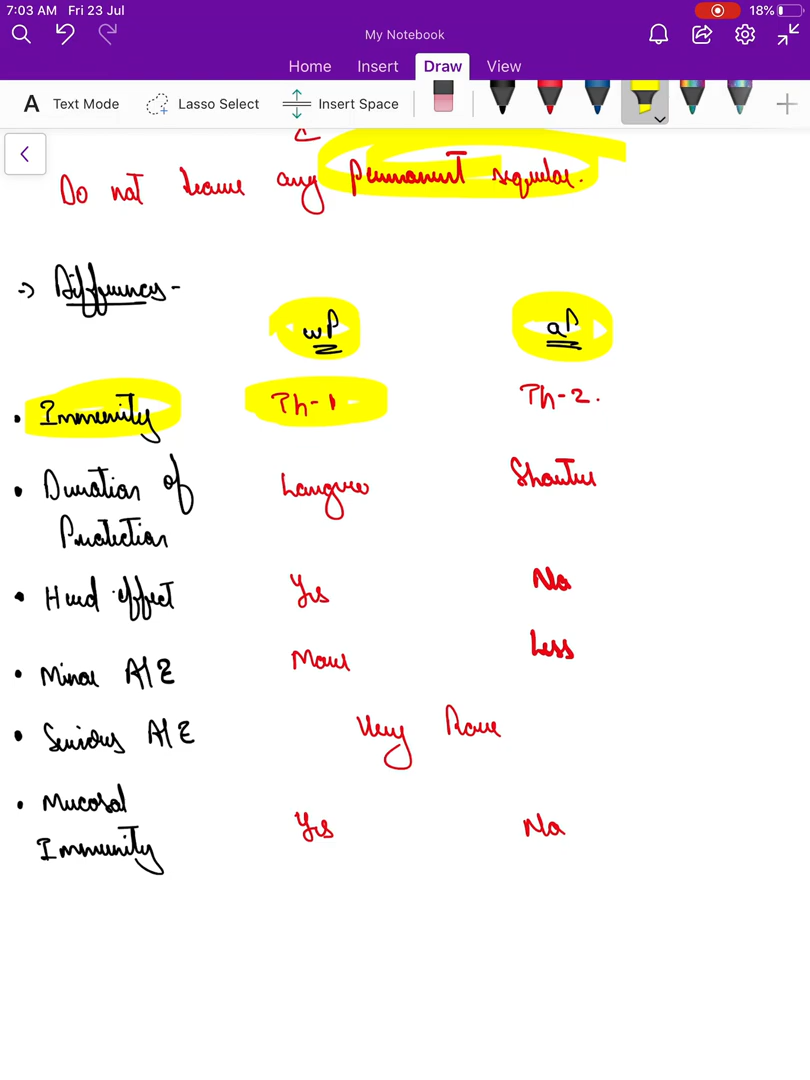 7:03 AM Fri 23 Jul 18%
My Notebook
Home Insert Draw View
A Text Mode Lasso Select Insert Space
Do not leave any permanent sequelae.
=> Differences -
wP aP
• Immunity Th-1 Th-2.
• Duration of Longer Shorter
Protection
• Herd effect Yes No
• Minor A/E More Less
• Serious A/E Very Rare
• Mucosal
Immunity Yes No